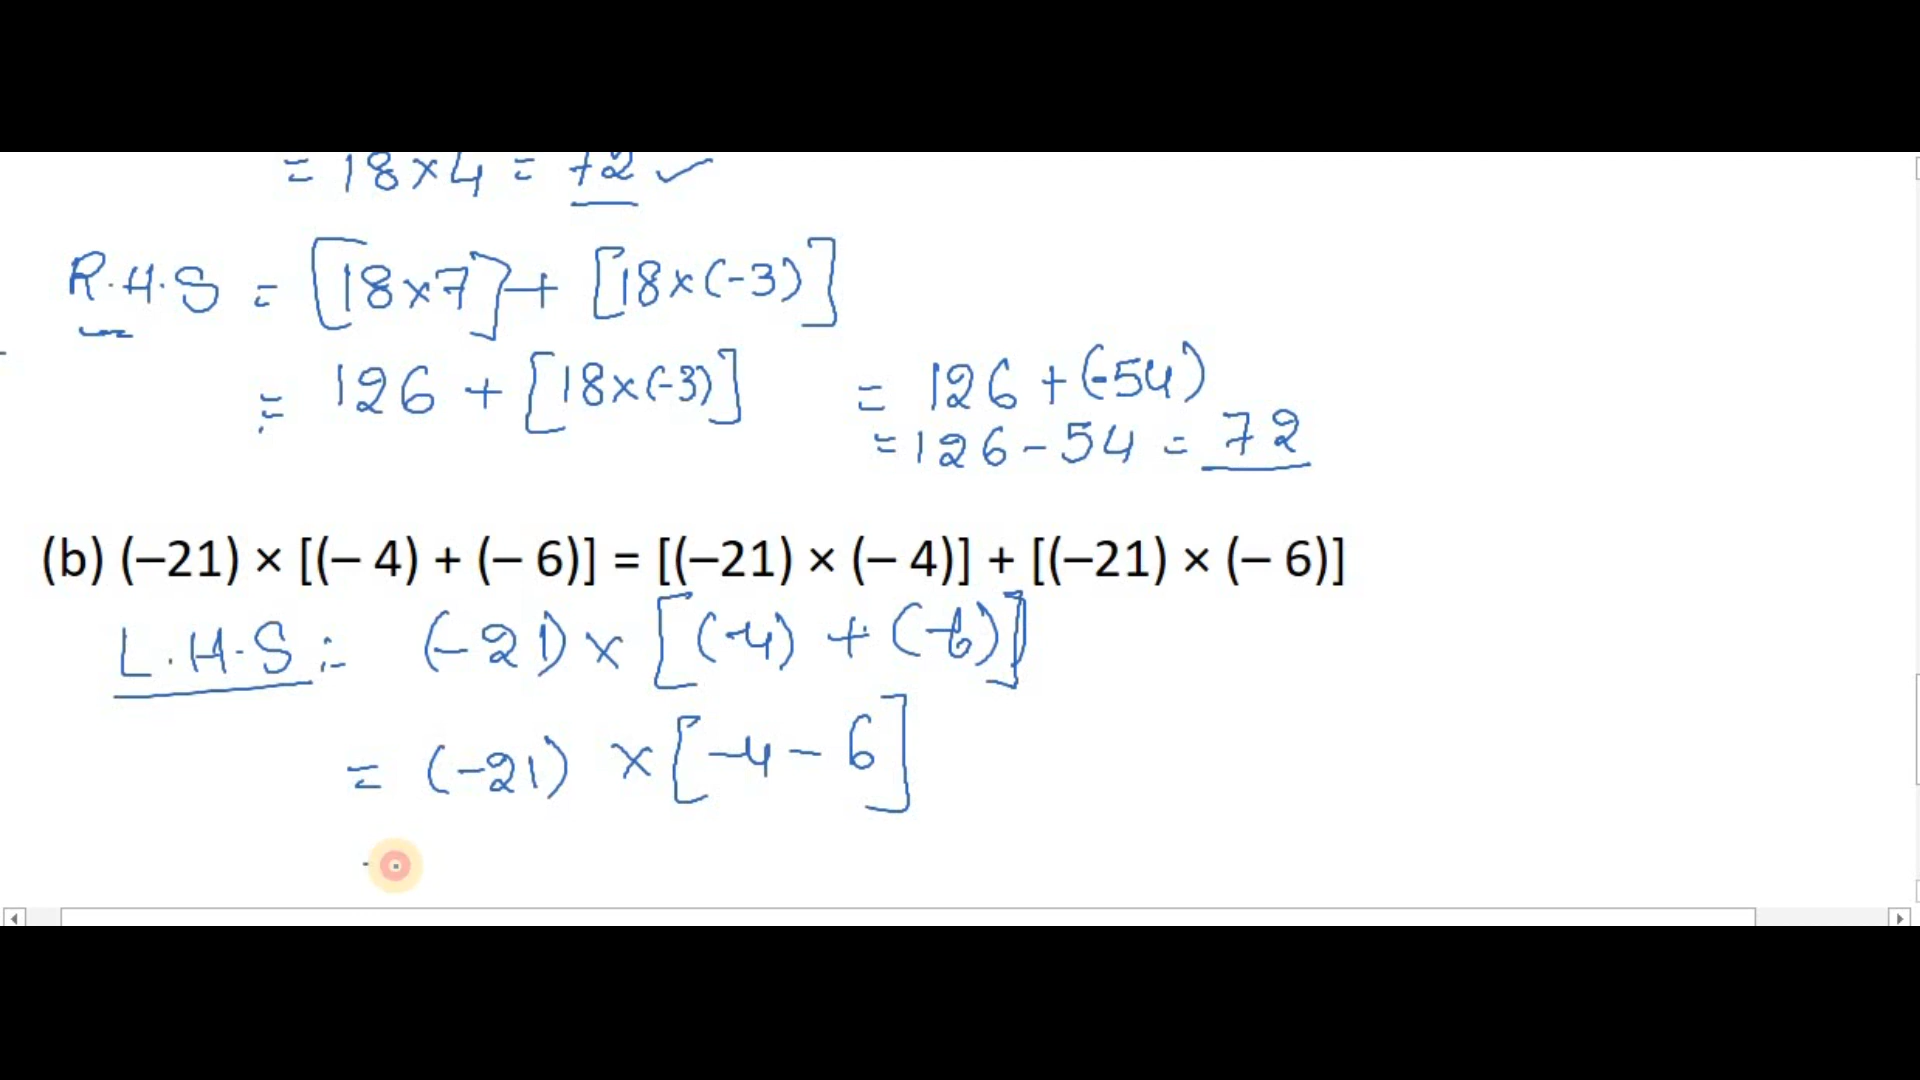 = 18×4 = 72 ✓
R.H.S = [18×7] + [18×(-3)]
= 126 + [18×(-3)] = 126 + (-54)
= 126 - 54 = 72
(b) (–21) × [(– 4) + (– 6)] = [(–21) × (– 4)] + [(–21) × (– 6)]
L.H.S :- (-21) × [(-4) + (-6)]
= (-21) × [-4 - 6]